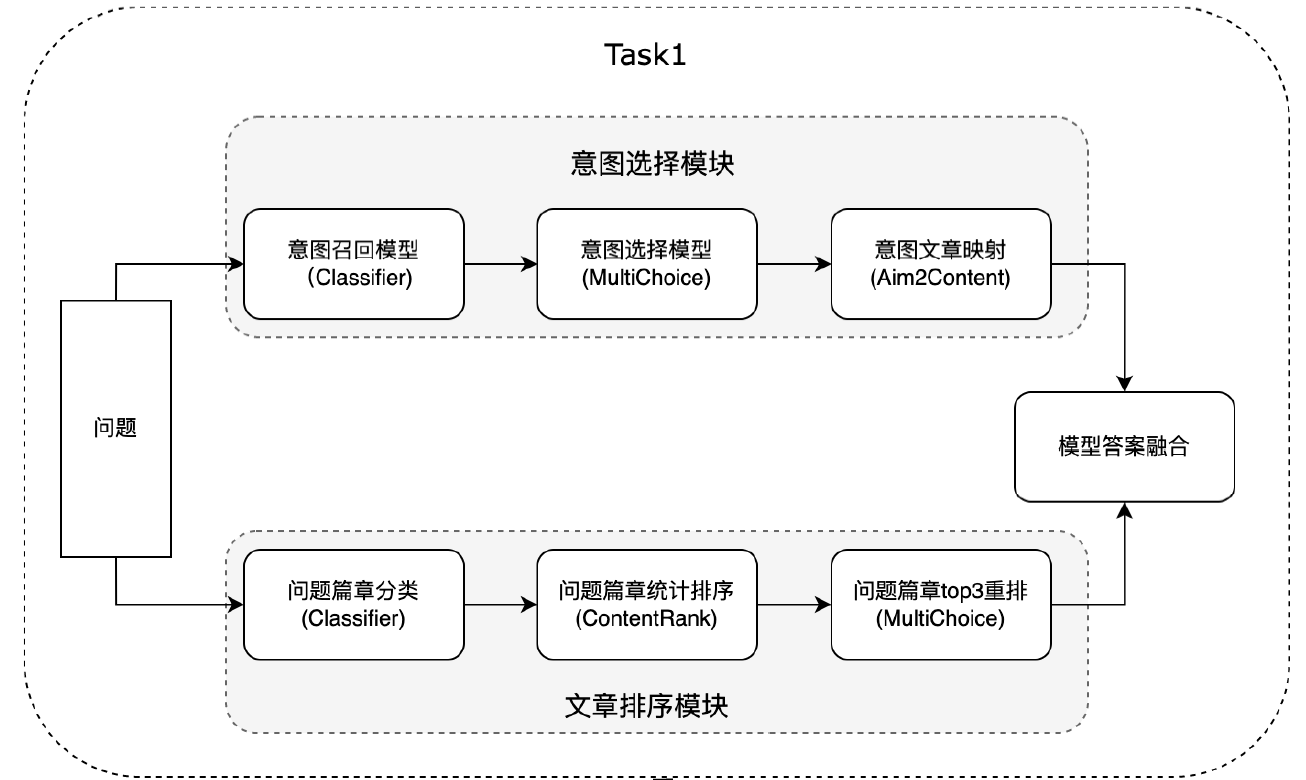 Task1
意图选择模块
意图召回模型
（Classifier)
意图选择模型
(MultiChoice)
意图文章映射
(Aim2Content)
问题
模型答案融合
问题篇章分类
(Classifier)
问题篇章统计排序
(ContentRank)
问题篇章top3重排
(MultiChoice)
文章排序模块